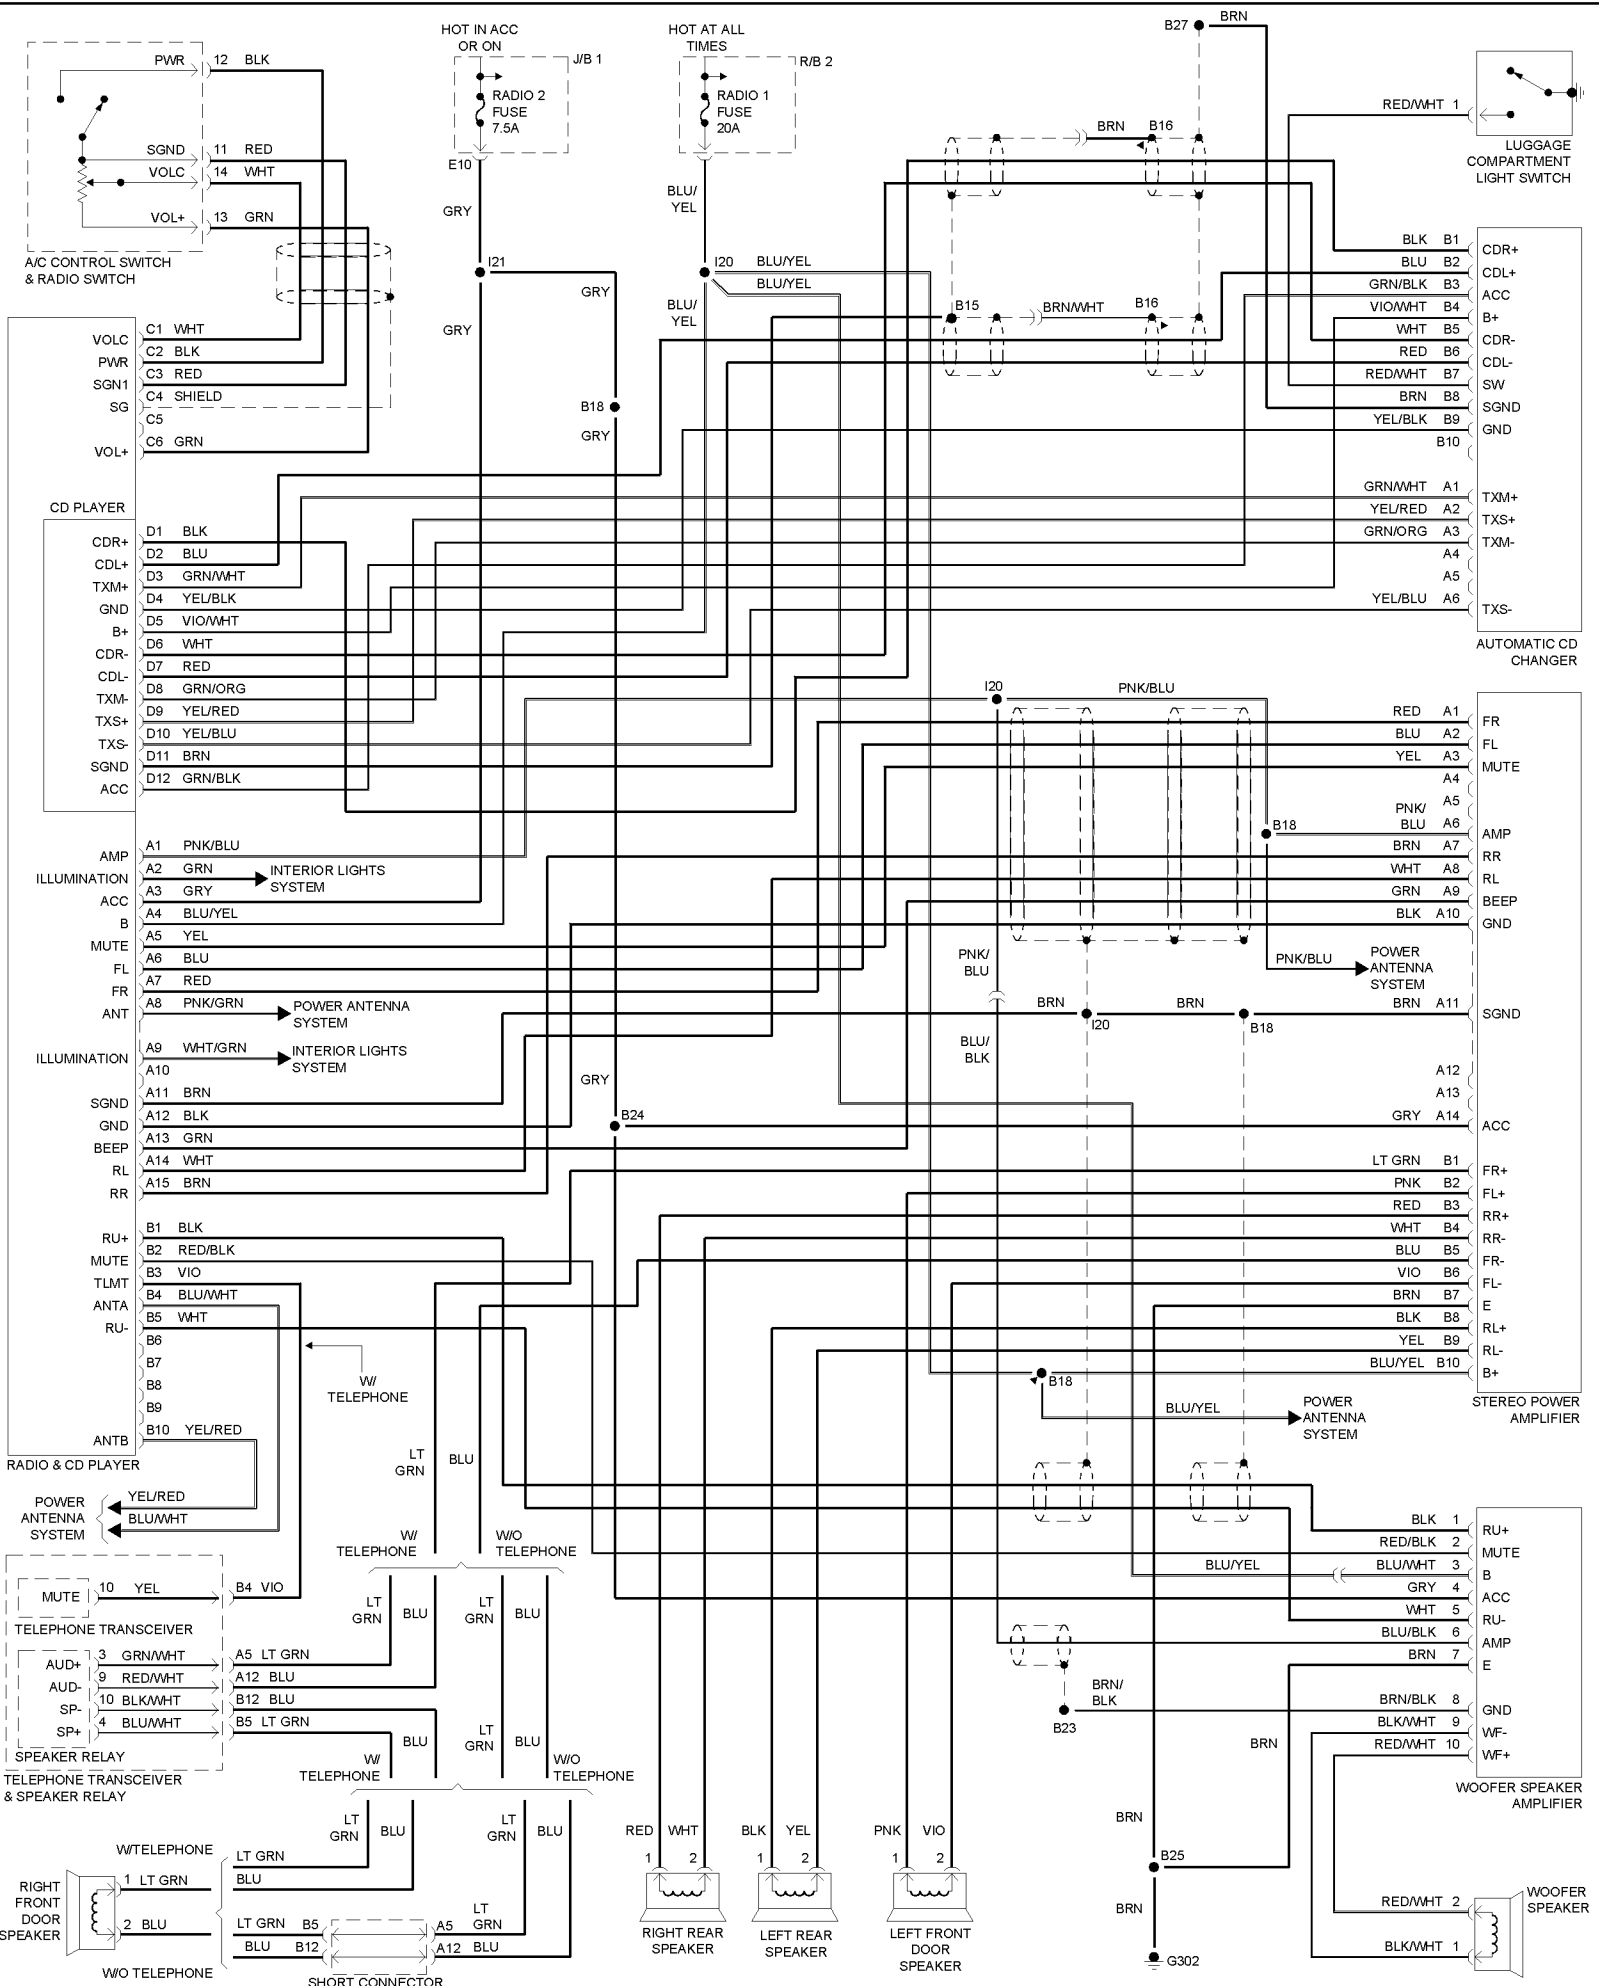 HOT IN ACC
OR ON
J/B 1
RADIO 2
FUSE
7.5A
E10
HOT AT ALL
TIMES
R/B 2
RADIO 1
FUSE
20A
B27
BRN
PWR 12 BLK
SGND 11 RED
VOLC 14 WHT
VOL+ 13 GRN
A/C CONTROL SWITCH
& RADIO SWITCH
RED/WHT 1
LUGGAGE
COMPARTMENT
LIGHT SWITCH
BRN B16
B15 BRN/WHT B16
GRY
I21
GRY
GRY
B18
GRY
BLU/
YEL
I20 BLU/YEL
BLU/YEL
BLU/
YEL
VOLC C1 WHT
PWR C2 BLK
SGN1 C3 RED
SG C4 SHIELD
C5
VOL+ C6 GRN
CD PLAYER
CDR+ D1 BLK
CDL+ D2 BLU
TXM+ D3 GRN/WHT
GND D4 YEL/BLK
B+ D5 VIO/WHT
CDR- D6 WHT
CDL- D7 RED
TXM- D8 GRN/ORG
TXS+ D9 YEL/RED
TXS- D10 YEL/BLU
SGND D11 BRN
ACC D12 GRN/BLK
AMP A1 PNK/BLU
ILLUMINATION A2 GRN
INTERIOR LIGHTS
SYSTEM
ACC A3 GRY
B A4 BLU/YEL
MUTE A5 YEL
FL A6 BLU
FR A7 RED
ANT A8 PNK/GRN
POWER ANTENNA
SYSTEM
ILLUMINATION A9 WHT/GRN
INTERIOR LIGHTS
SYSTEM
A10
SGND A11 BRN
GND A12 BLK
BEEP A13 GRN
RL A14 WHT
RR A15 BRN
RU+ B1 BLK
MUTE B2 RED/BLK
TLMT B3 VIO
ANTA B4 BLU/WHT
RU- B5 WHT
B6
B7
B8
B9
ANTB B10 YEL/RED
RADIO & CD PLAYER
W/
TELEPHONE
POWER
ANTENNA
SYSTEM
YEL/RED
BLU/WHT
BLK B1 CDR+
BLU B2 CDL+
GRN/BLK B3 ACC
VIO/WHT B4 B+
WHT B5 CDR-
RED B6 CDL-
RED/WHT B7 SW
BRN B8 SGND
YEL/BLK B9 GND
B10
GRN/WHT A1 TXM+
YEL/RED A2 TXS+
GRN/ORG A3 TXM-
A4
A5
YEL/BLU A6 TXS-
AUTOMATIC CD
CHANGER
I20 PNK/BLU
RED A1 FR
BLU A2 FL
YEL A3 MUTE
A4
A5
B18
PNK/
BLU A6 AMP
BRN A7 RR
WHT A8 RL
GRN A9 BEEP
BLK A10 GND
PNK/BLU
POWER
ANTENNA
SYSTEM
PNK/
BLU
BLU/
BLK
BRN I20 BRN B18
BRN A11 SGND
A12
A13
GRY
B24
GRY A14 ACC
LT GRN B1 FR+
PNK B2 FL+
RED B3 RR+
WHT B4 RR-
BLU B5 FR-
VIO B6 FL-
BRN B7 E
BLK B8 RL+
YEL B9 RL-
BLU/YEL B10 B+
STEREO POWER
AMPLIFIER
B18
BLU/YEL
POWER
ANTENNA
SYSTEM
LT
GRN
BLU
W/
TELEPHONE
W/O
TELEPHONE
BLK 1 RU+
RED/BLK 2 MUTE
BLU/YEL BLU/WHT 3 B
GRY 4 ACC
WHT 5 RU-
BLU/BLK 6 AMP
BRN 7 E
BRN/BLK 8 GND
BLK/WHT 9 WF-
RED/WHT 10 WF+
WOOFER SPEAKER
AMPLIFIER
BRN/
BLK
B23
BRN
MUTE 10 YEL B4 VIO
TELEPHONE TRANSCEIVER
AUD+ 3 GRN/WHT A5 LT GRN
AUD- 9 RED/WHT A12 BLU
SP- 10 BLK/WHT B12 BLU
SP+ 4 BLU/WHT B5 LT GRN
SPEAKER RELAY
TELEPHONE TRANSCEIVER
& SPEAKER RELAY
LT
GRN
BLU
LT
GRN
BLU
BLU
LT
GRN
BLU
W/
TELEPHONE
W/O
TELEPHONE
LT
GRN
BLU
LT
GRN
BLU
W/TELEPHONE
RIGHT
FRONT
DOOR
SPEAKER
1 LT GRN
2 BLU
LT GRN
BLU
LT GRN B5 A5
LT
GRN
BLU B12 A12 BLU
W/O TELEPHONE
SHORT CONNECTOR
RED WHT
1 2
RIGHT REAR
SPEAKER
BLK YEL
1 2
LEFT REAR
SPEAKER
PNK VIO
1 2
LEFT FRONT
DOOR
SPEAKER
BRN
B25
BRN
G302
RED/WHT 2
BLK/WHT 1
WOOFER
SPEAKER